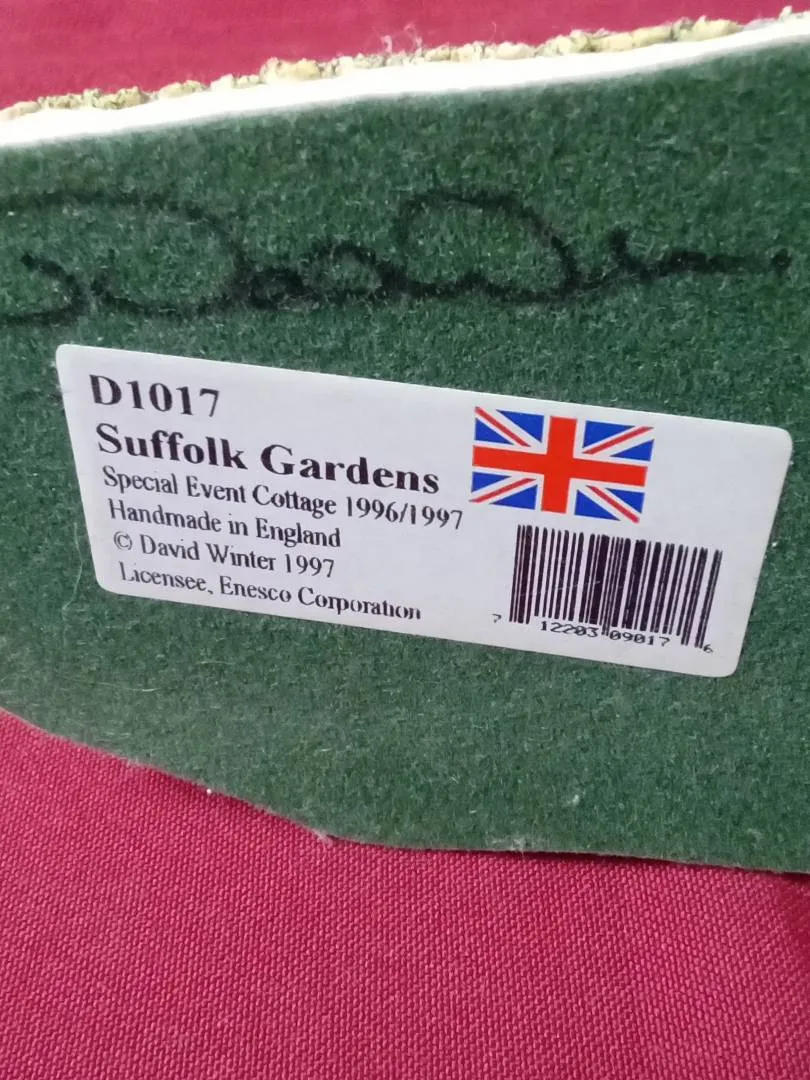 D1017
Suffolk Gardens
Special Event Cottage 1996/1997
Handmade in England
© David Winter 1997
Licensee, Enesco Corporation
7 12203 09017 6